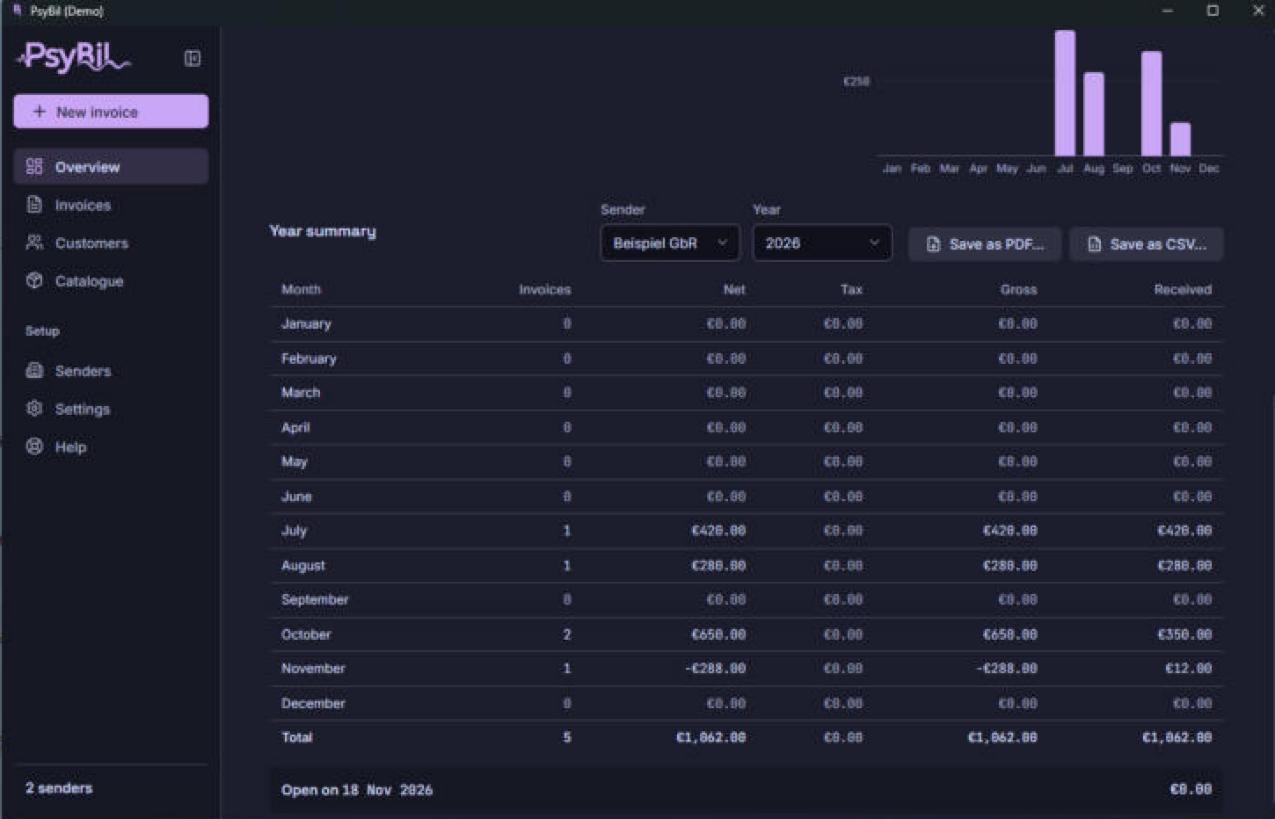 PsyBil (Demo)
PsyBil
+ New invoice
Overview
Invoices
Customers
Catalogue
Setup
Senders
Settings
Help
2 senders
€250
Jan Feb Mar Apr May Jun Jul Aug Sep Oct Nov Dec
Year summary
Sender
Beispiel GbR
Year
2026
Save as PDF...
Save as CSV...
Month Invoices Net Tax Gross Received
January 0 €0.00 €0.00 €0.00 €0.00
February 0 €0.00 €0.00 €0.00 €0.00
March 0 €0.00 €0.00 €0.00 €0.00
April 0 €0.00 €0.00 €0.00 €0.00
May 0 €0.00 €0.00 €0.00 €0.00
June 0 €0.00 €0.00 €0.00 €0.00
July 1 €420.00 €0.00 €420.00 €420.00
August 1 €280.00 €0.00 €280.00 €280.00
September 0 €0.00 €0.00 €0.00 €0.00
October 2 €650.00 €0.00 €650.00 €350.00
November 1 -€288.00 €0.00 -€288.00 €12.00
December 0 €0.00 €0.00 €0.00 €0.00
Total 5 €1,062.00 €0.00 €1,062.00 €1,062.00
Open on 18 Nov 2026 €0.00